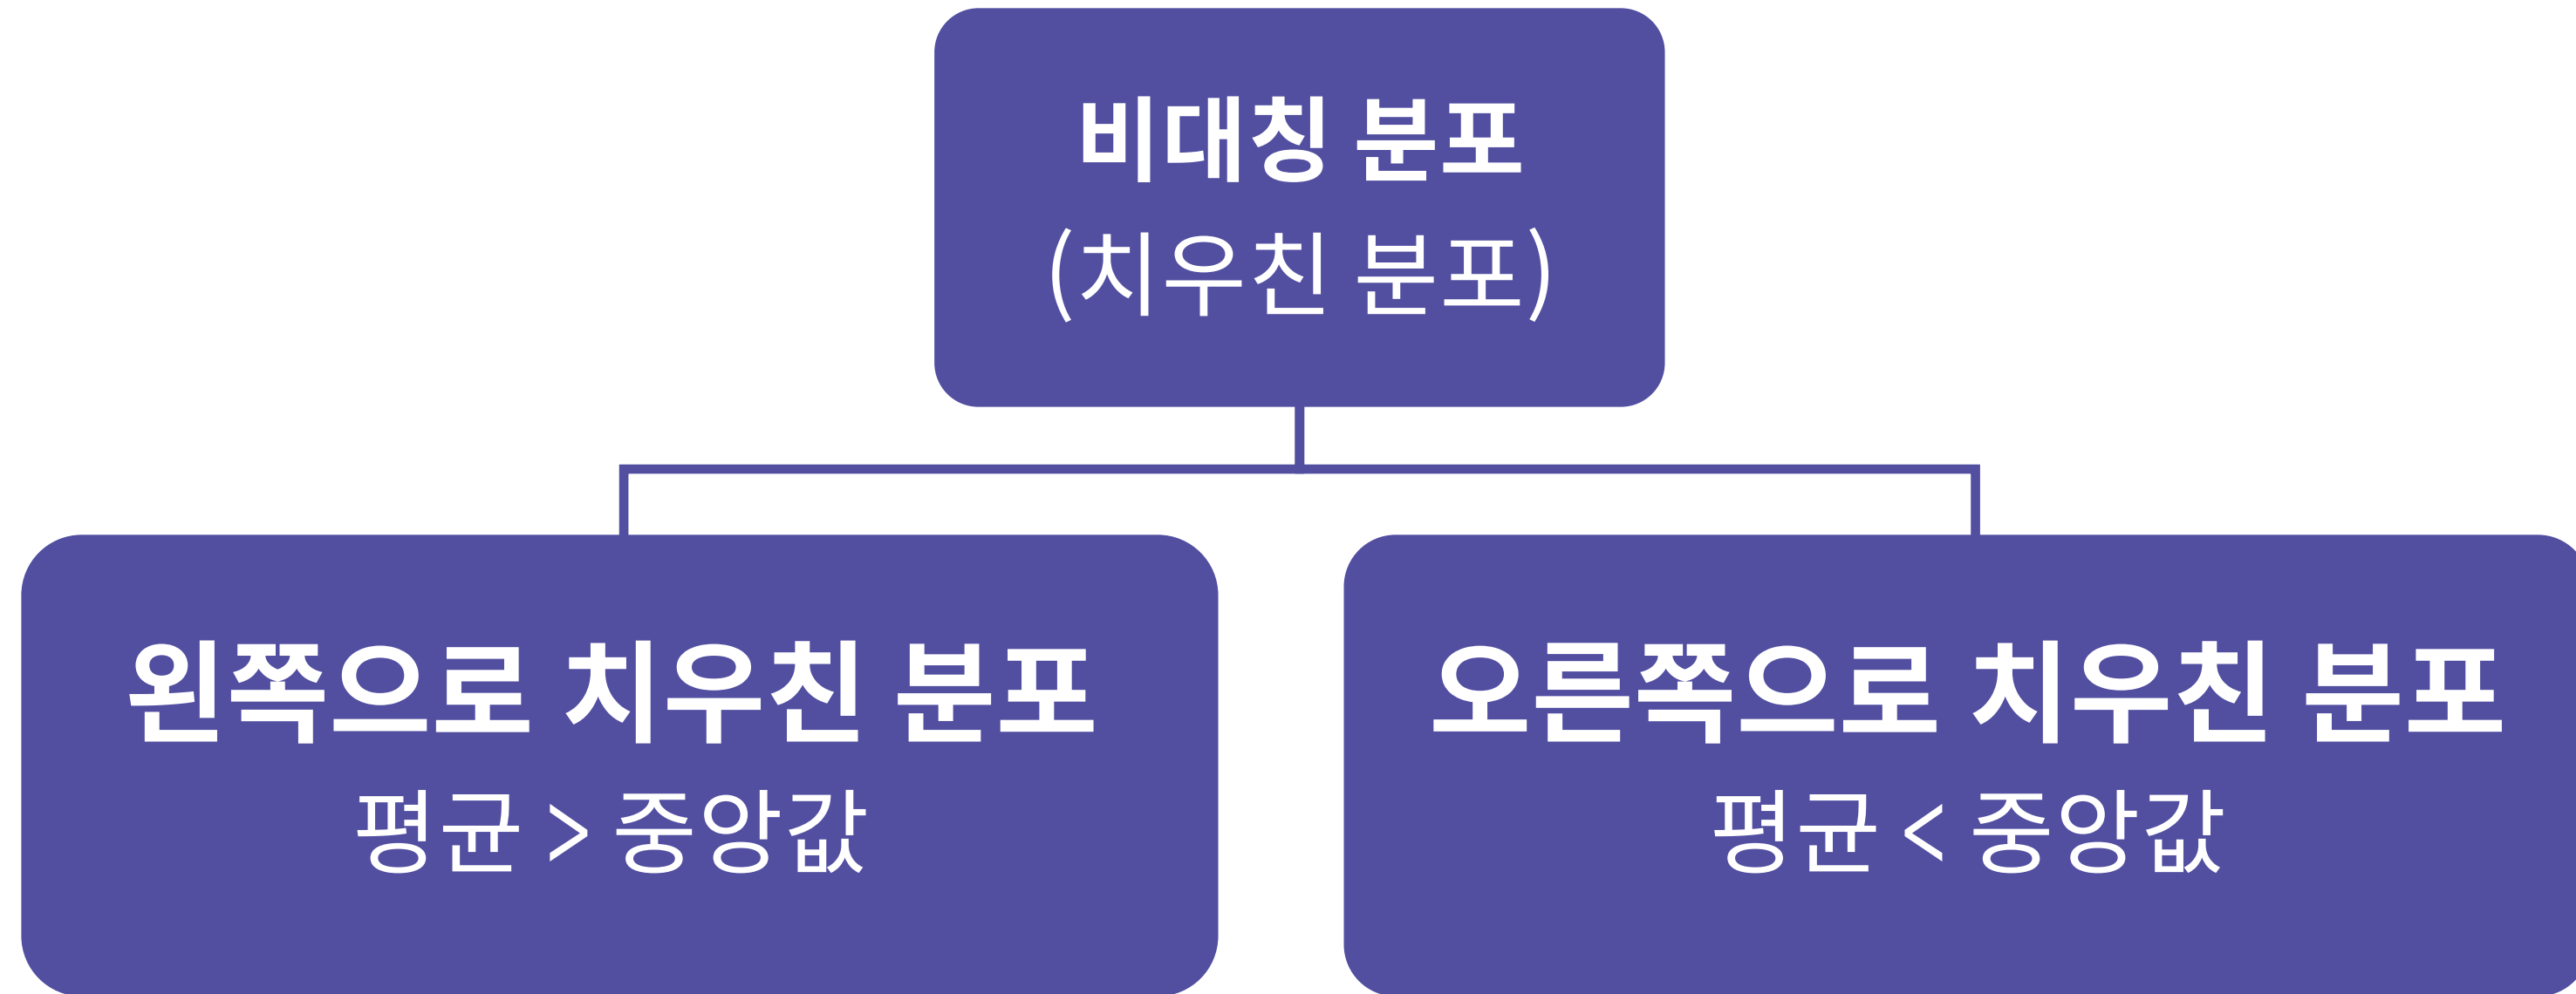 비대칭 분포
(치우친 분포)
왼쪽으로 치우친 분포
평균 > 중앙값
오른쪽으로 치우친 분포
평균 < 중앙값